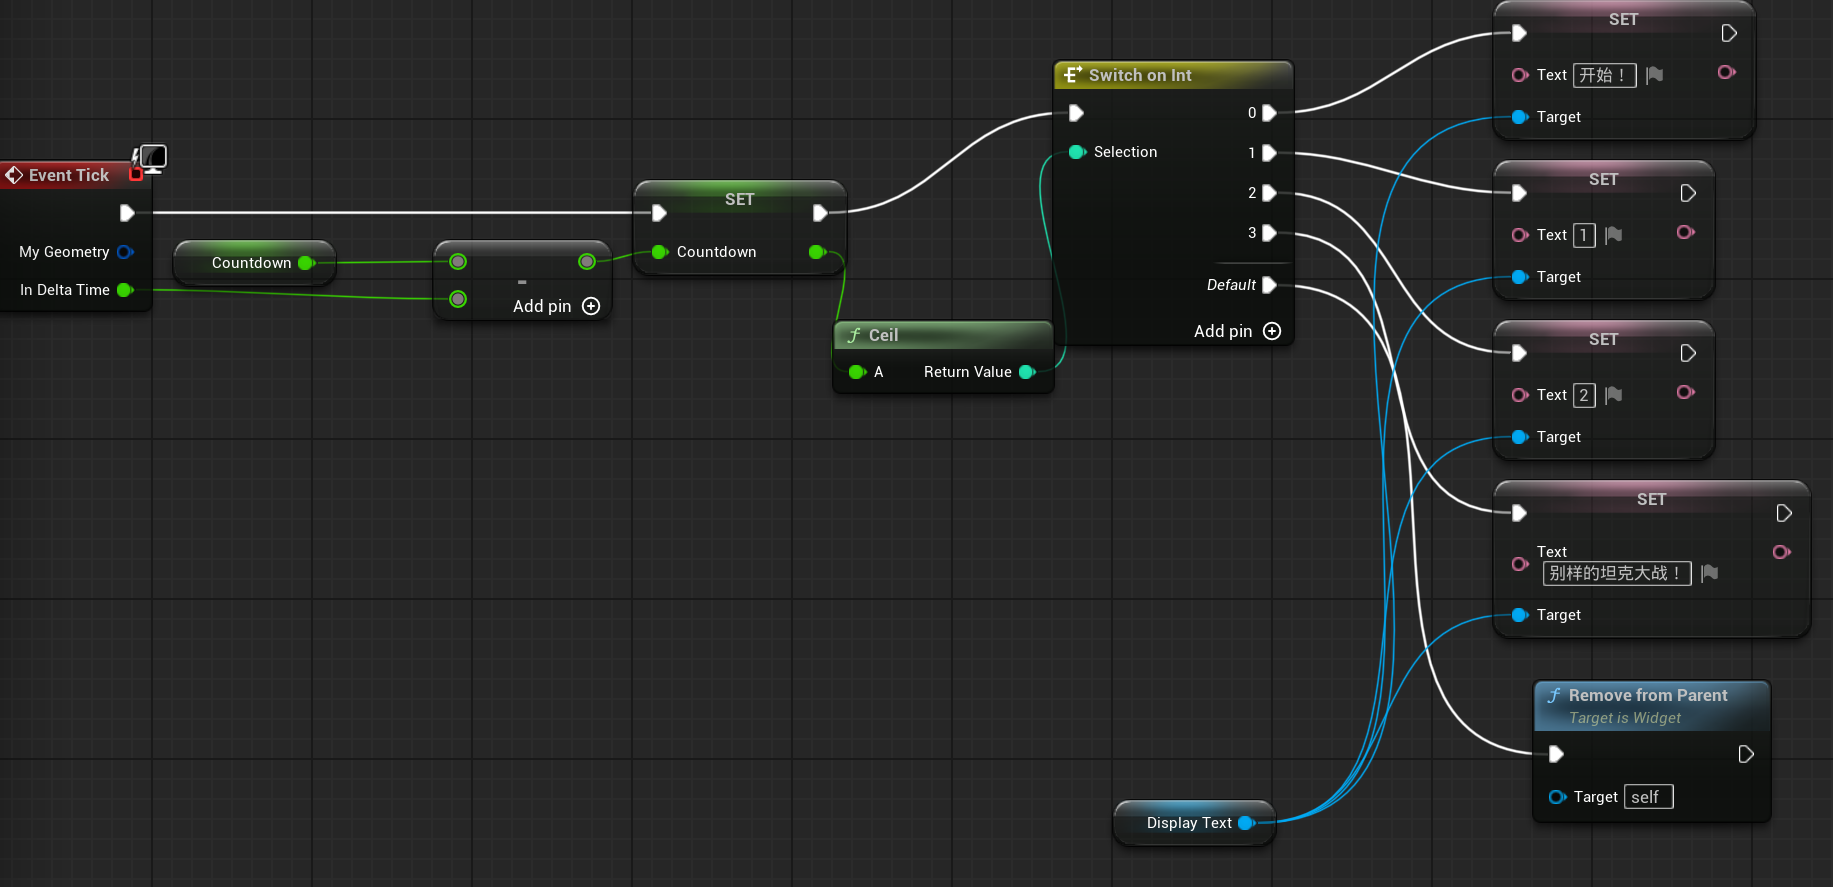 Event Tick
My Geometry
In Delta Time
Countdown
-
Add pin
SET
Countdown
f Ceil
A
Return Value
Switch on Int
Selection
0
1
2
3
Default
Add pin
SET
Text 开始！
Target
SET
Text 1
Target
SET
Text 2
Target
SET
Text
别样的坦克大战！
Target
f Remove from Parent
Target is Widget
Target self
Display Text